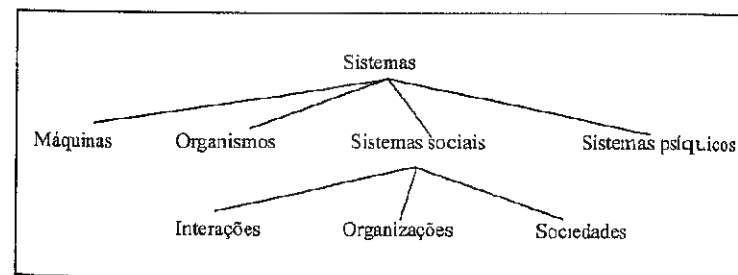 Sistemas
Máquinas Organismos Sistemas sociais Sistemas psíquicos
Interações Organizações Sociedades